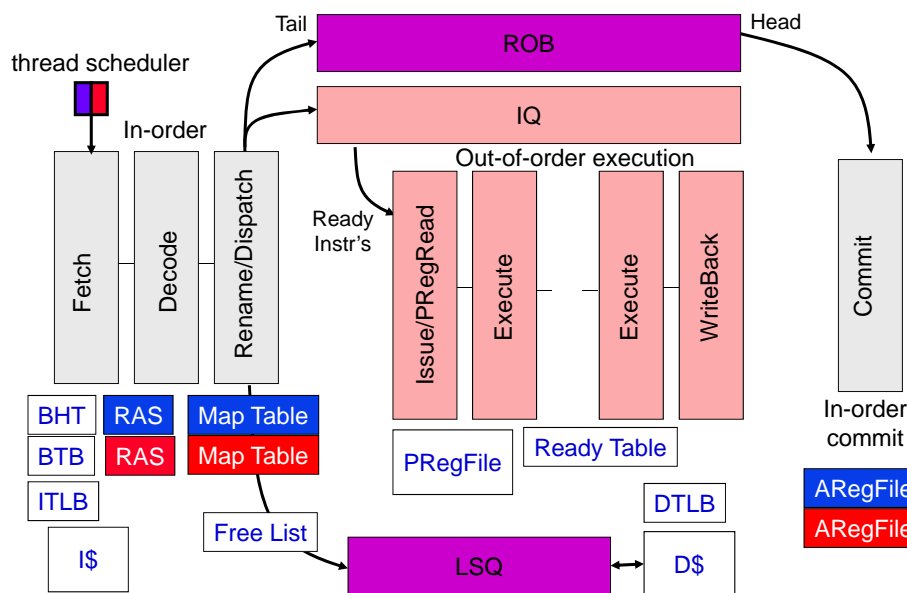 Tail
ROB
Head
thread scheduler
In-order
IQ
Out-of-order execution
Ready
Instr's
Fetch
Decode
Rename/Dispatch
Issue/PRegRead
Execute
Execute
WriteBack
Commit
BHT
RAS
Map Table
BTB
RAS
Map Table
ITLB
I$
Free List
PRegFile
Ready Table
In-order
commit
ARegFile
ARegFile
DTLB
LSQ
D$